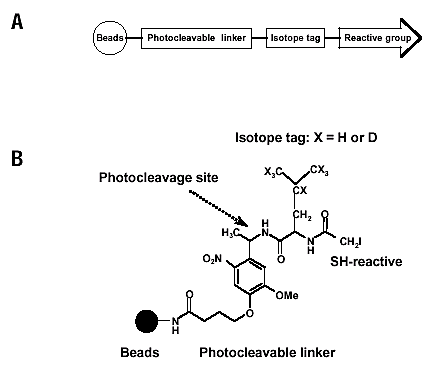 A
Beads
Photocleavable linker
Isotope tag
Reactive group
Isotope tag: X = H or D
B
X₃C
CX₃
CX
Photocleavage site
CH₂
H
O
H₃C
N
N
H
CH₂I
O
O₂N
SH-reactive
OMe
O
O
N
H
Beads
Photocleavable linker